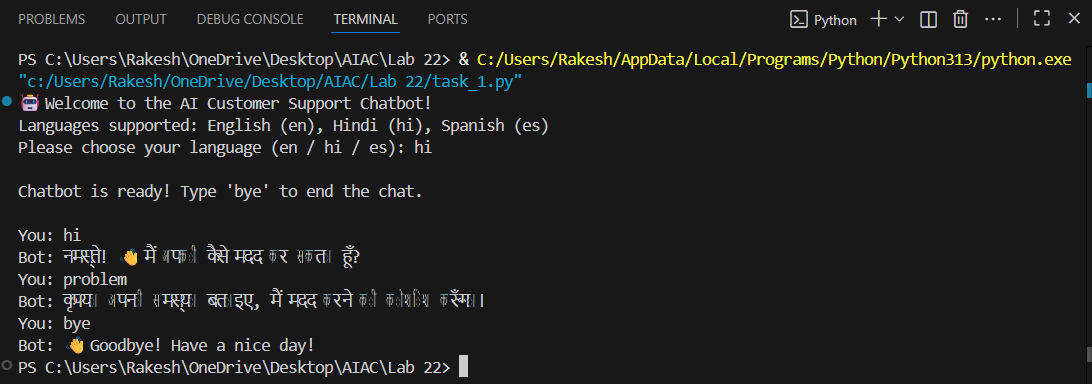 PROBLEMS OUTPUT DEBUG CONSOLE TERMINAL PORTS Python
PS C:\Users\Rakesh\OneDrive\Desktop\AIAC\Lab 22> & C:/Users/Rakesh/AppData/Local/Programs/Python/Python313/python.exe
"c:/Users/Rakesh/OneDrive/Desktop/AIAC/Lab 22/task_1.py"
🤖 Welcome to the AI Customer Support Chatbot!
Languages supported: English (en), Hindi (hi), Spanish (es)
Please choose your language (en / hi / es): hi
Chatbot is ready! Type 'bye' to end the chat.
You: hi
Bot: नमस्ते! 👋 मैं आपकी कैसे मदद कर सकता हूँ?
You: problem
Bot: कृपया अपनी समस्या बताइए, मैं मदद करने की कोशिश करूँगा।
You: bye
Bot: 👋 Goodbye! Have a nice day!
PS C:\Users\Rakesh\OneDrive\Desktop\AIAC\Lab 22>